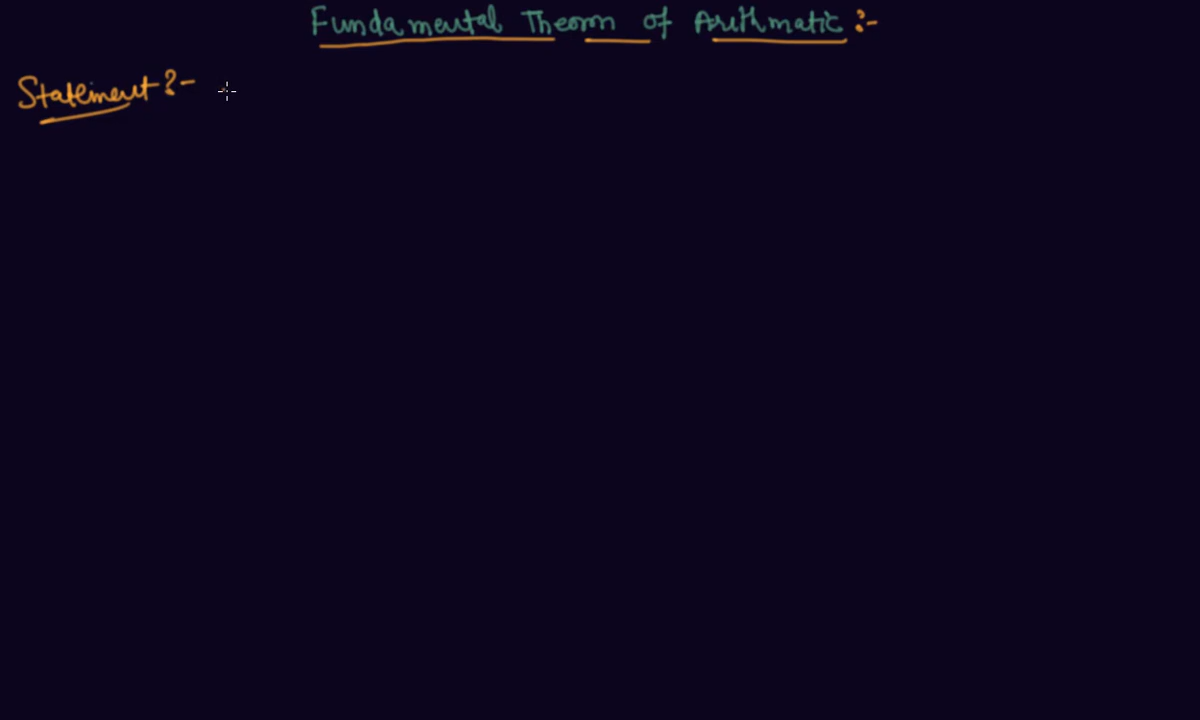 Fundamental Theorm of Arithmatic :-
Statement :-